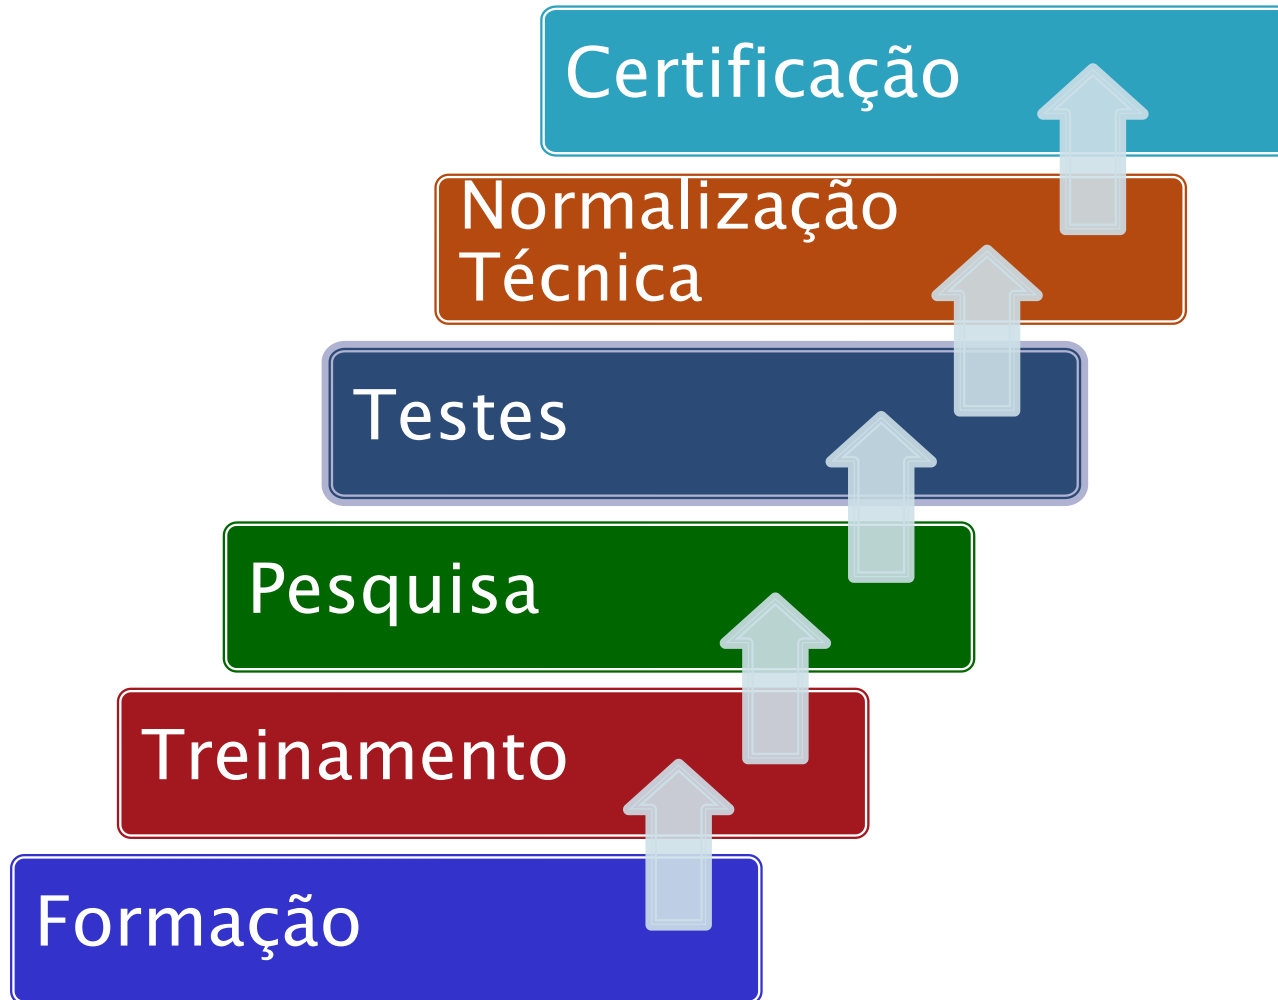 Certificação
Normalização
Técnica
Testes
Pesquisa
Treinamento
Formação